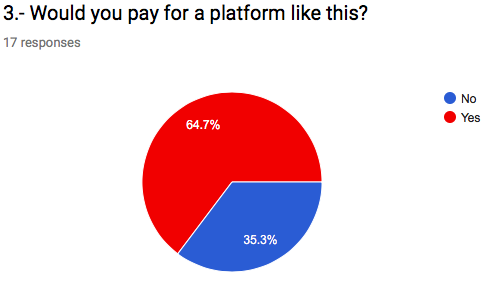 3.- Would you pay for a platform like this?
17 responses
No
Yes
64.7%
35.3%